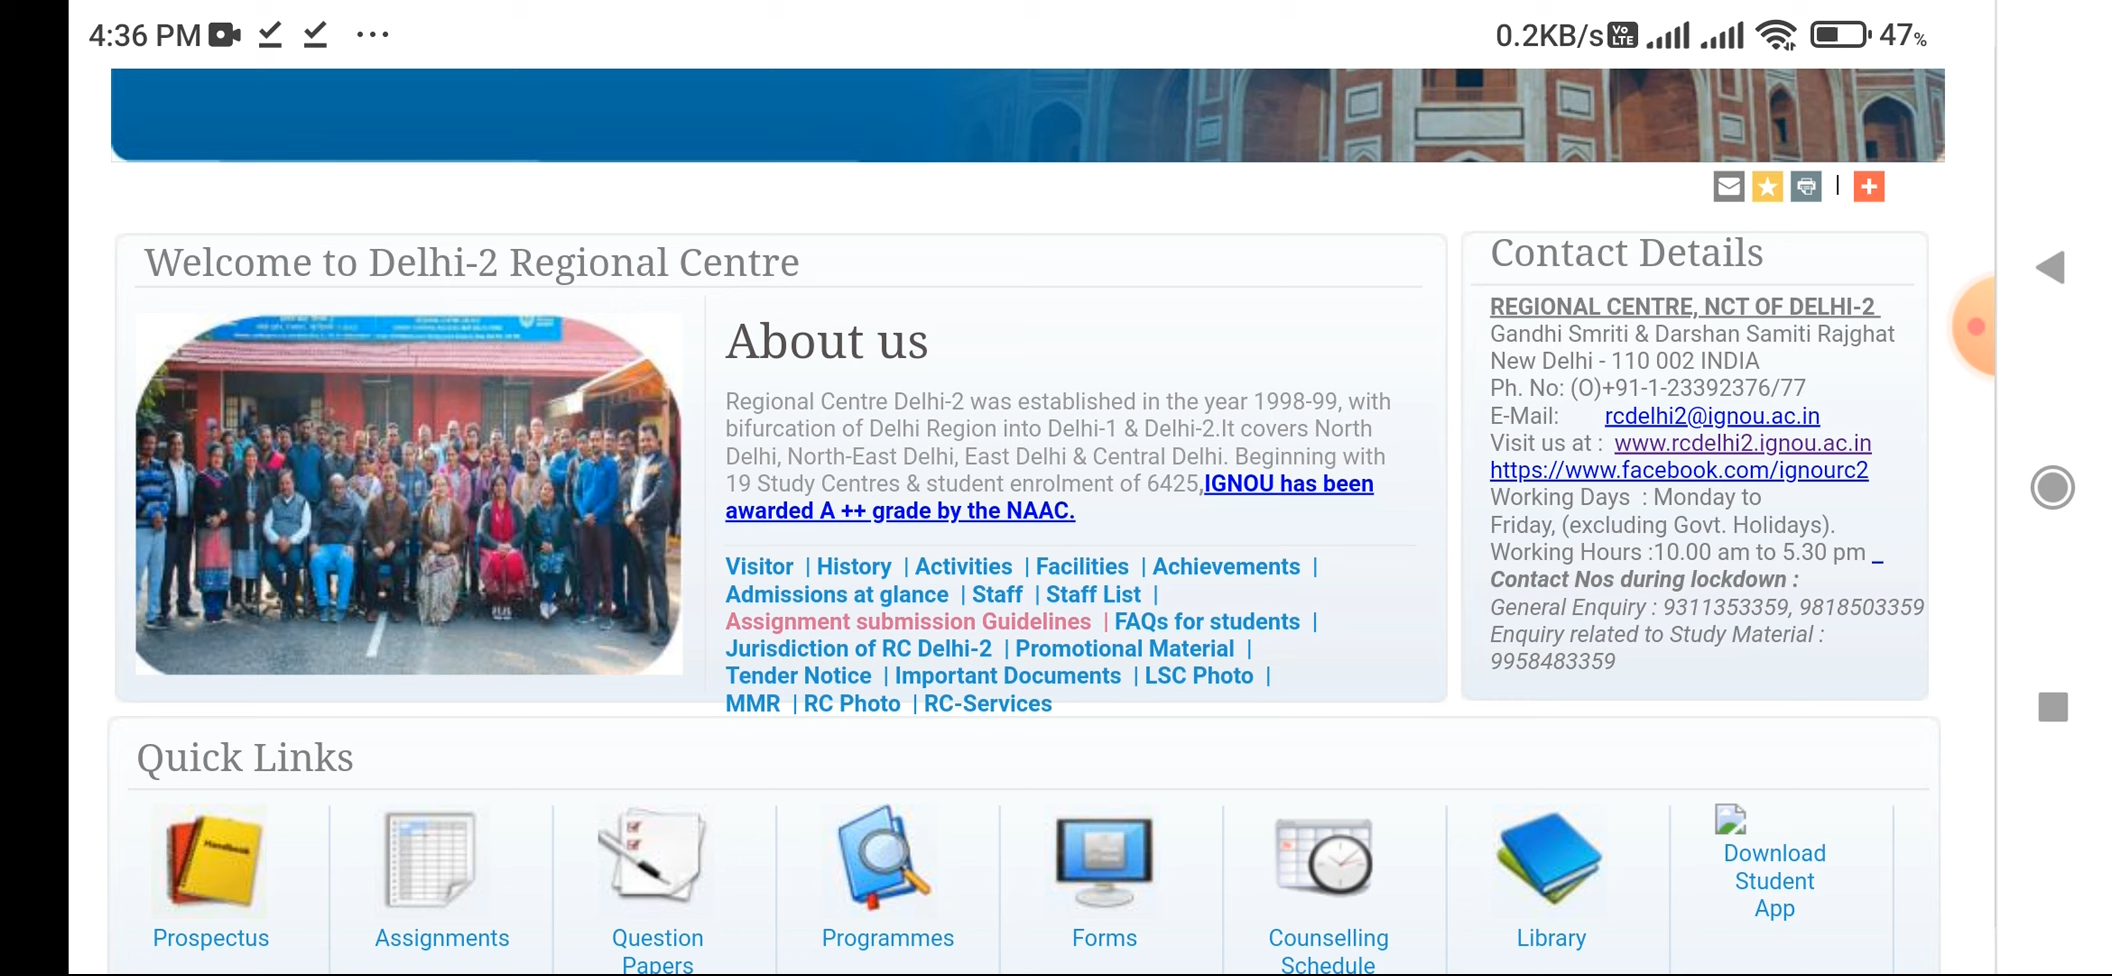 4:36 PM
0.2KB/s
Vo
LTE
47%
Welcome to Delhi-2 Regional Centre
About us
Regional Centre Delhi-2 was established in the year 1998-99, with
bifurcation of Delhi Region into Delhi-1 & Delhi-2.It covers North
Delhi, North-East Delhi, East Delhi & Central Delhi. Beginning with
19 Study Centres & student enrolment of 6425,IGNOU has been
awarded A ++ grade by the NAAC.
Visitor | History | Activities | Facilities | Achievements |
Admissions at glance | Staff | Staff List |
Assignment submission Guidelines | FAQs for students |
Jurisdiction of RC Delhi-2 | Promotional Material |
Tender Notice | Important Documents | LSC Photo |
MMR | RC Photo | RC-Services
Contact Details
REGIONAL CENTRE, NCT OF DELHI-2
Gandhi Smriti & Darshan Samiti Rajghat
New Delhi - 110 002 INDIA
Ph. No: (O)+91-1-23392376/77
E-Mail: rcdelhi2@ignou.ac.in
Visit us at : www.rcdelhi2.ignou.ac.in
https://www.facebook.com/ignourc2
Working Days : Monday to
Friday, (excluding Govt. Holidays).
Working Hours :10.00 am to 5.30 pm _
Contact Nos during lockdown :
General Enquiry : 9311353359, 9818503359
Enquiry related to Study Material :
9958483359
Quick Links
Handbook
Prospectus
Assignments
Question
Papers
Programmes
Forms
Counselling
Schedule
Library
Download
Student
App